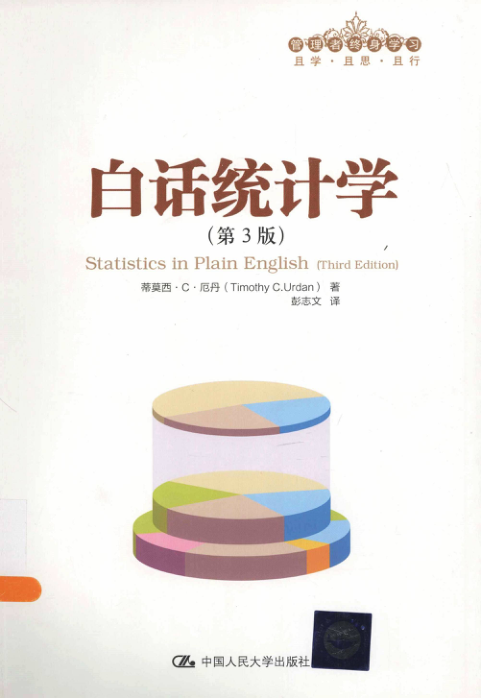 管理者终身学习
且学·且思·且行
白话统计学
(第3版)
Statistics in Plain English (Third Edition)
蒂莫西·C·厄丹(Timothy C.Urdan) 著
彭志文 译
中国人民大学出版社